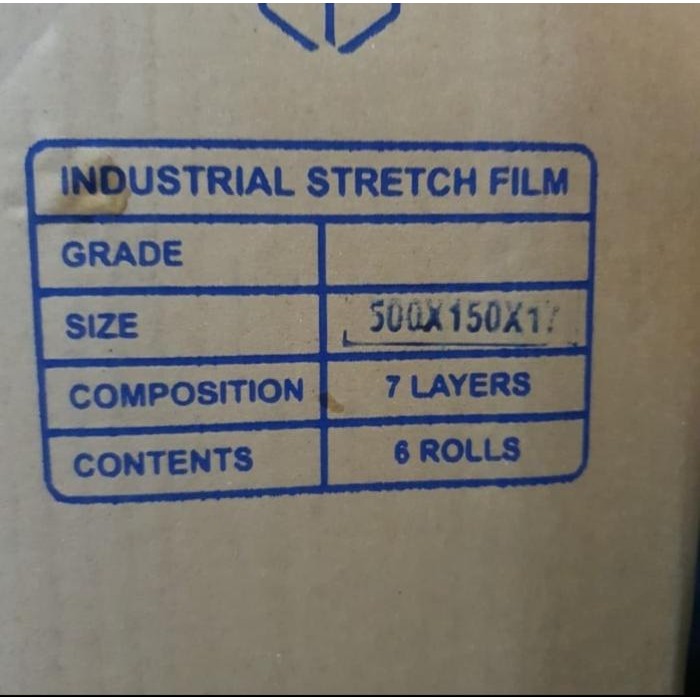 INDUSTRIAL STRETCH FILM
GRADE
SIZE 500X150X17
COMPOSITION 7 LAYERS
CONTENTS 6 ROLLS